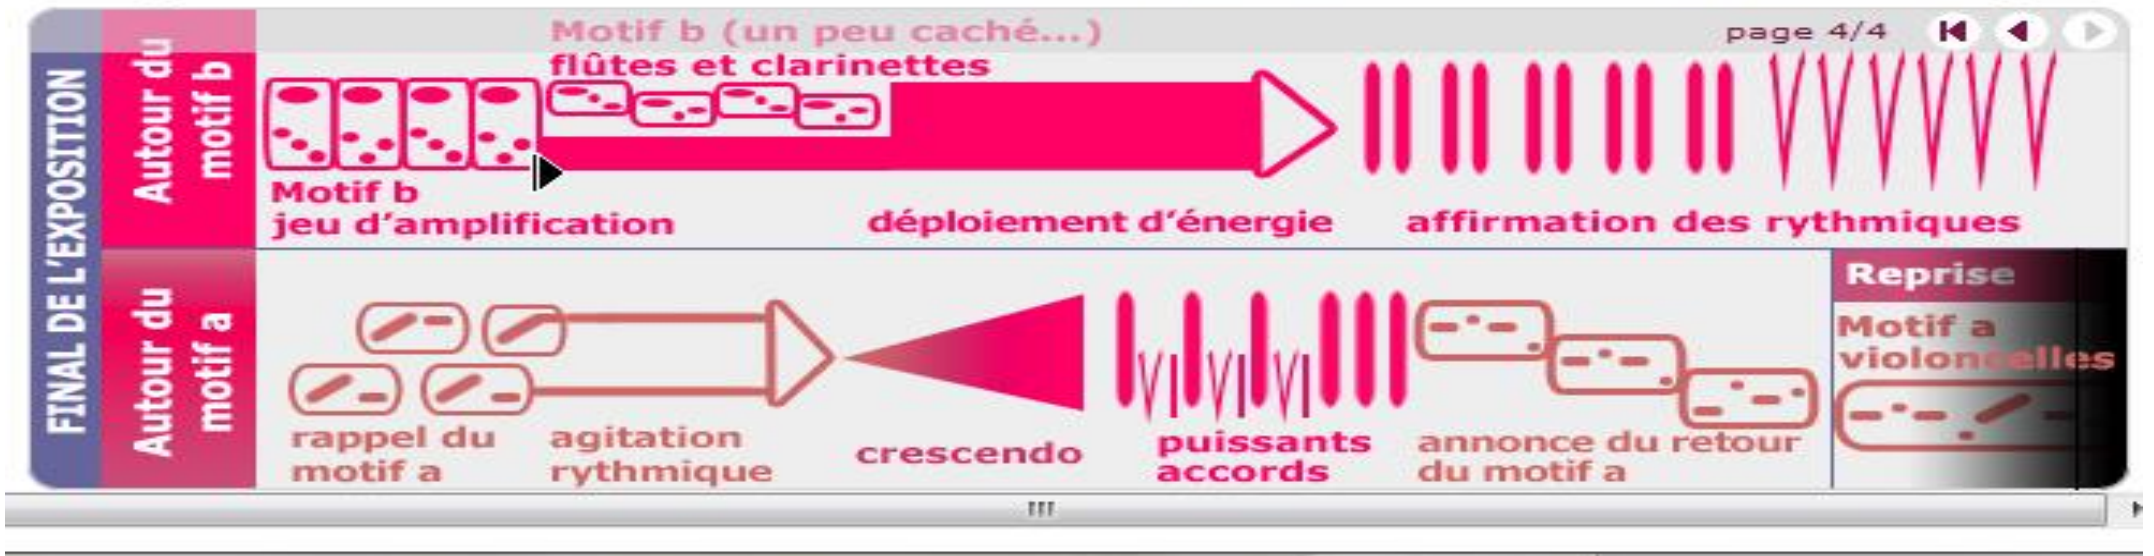 Motif b (un peu caché...)
page 4/4
FINAL DE L'EXPOSITION
Autour du
motif b
flûtes et clarinettes
Motif b
jeu d'amplification
déploiement d'énergie
affirmation des rythmiques
Autour du
motif a
rappel du
motif a
agitation
rythmique
crescendo
puissants
accords
annonce du retour
du motif a
Reprise
Motif a
violoncelles